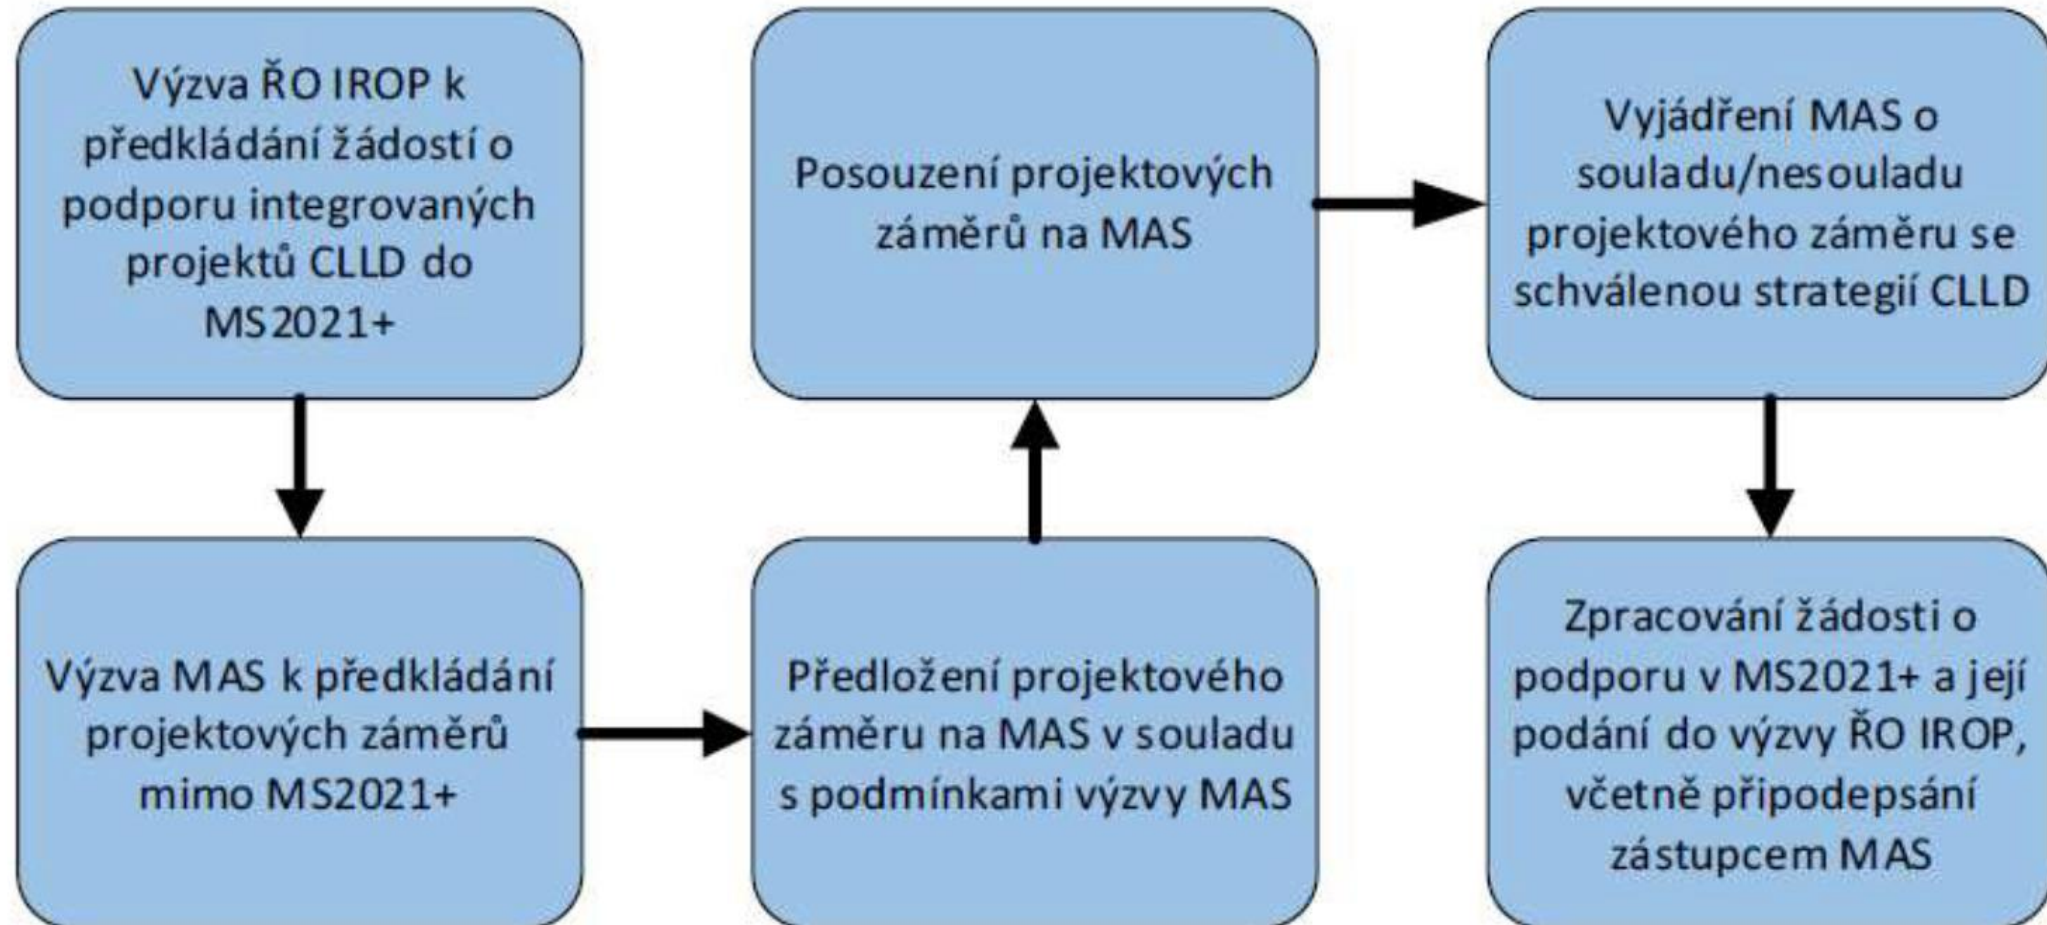 Výzva ŘO IROP k
předkládání žádostí o
podporu integrovaných
projektů CLLD do
MS2021+
Výzva MAS k předkládání
projektových záměrů
mimo MS2021+
Předložení projektového
záměru na MAS v souladu
s podmínkami výzvy MAS
Posouzení projektových
záměrů na MAS
Vyjádření MAS o
souladu/nesouladu
projektového záměru se
schválenou strategií CLLD
Zpracování žádosti o
podporu v MS2021+ a její
podání do výzvy ŘO IROP,
včetně připodepsání
zástupcem MAS